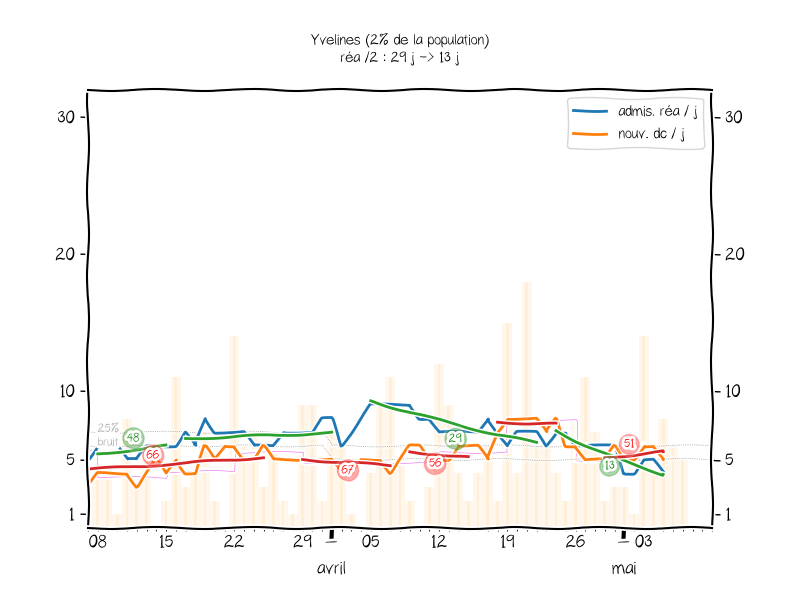 Yvelines (2% de la population)
réa /2 : 29 j -> 13 j
admis. réa / j
nouv. dc / j
30
30
20
20
10
10
25%
bruit
48
66
67
29
56
13
51
5
5
1
1
08 15 22 29 05 12 19 26 03
avril mai